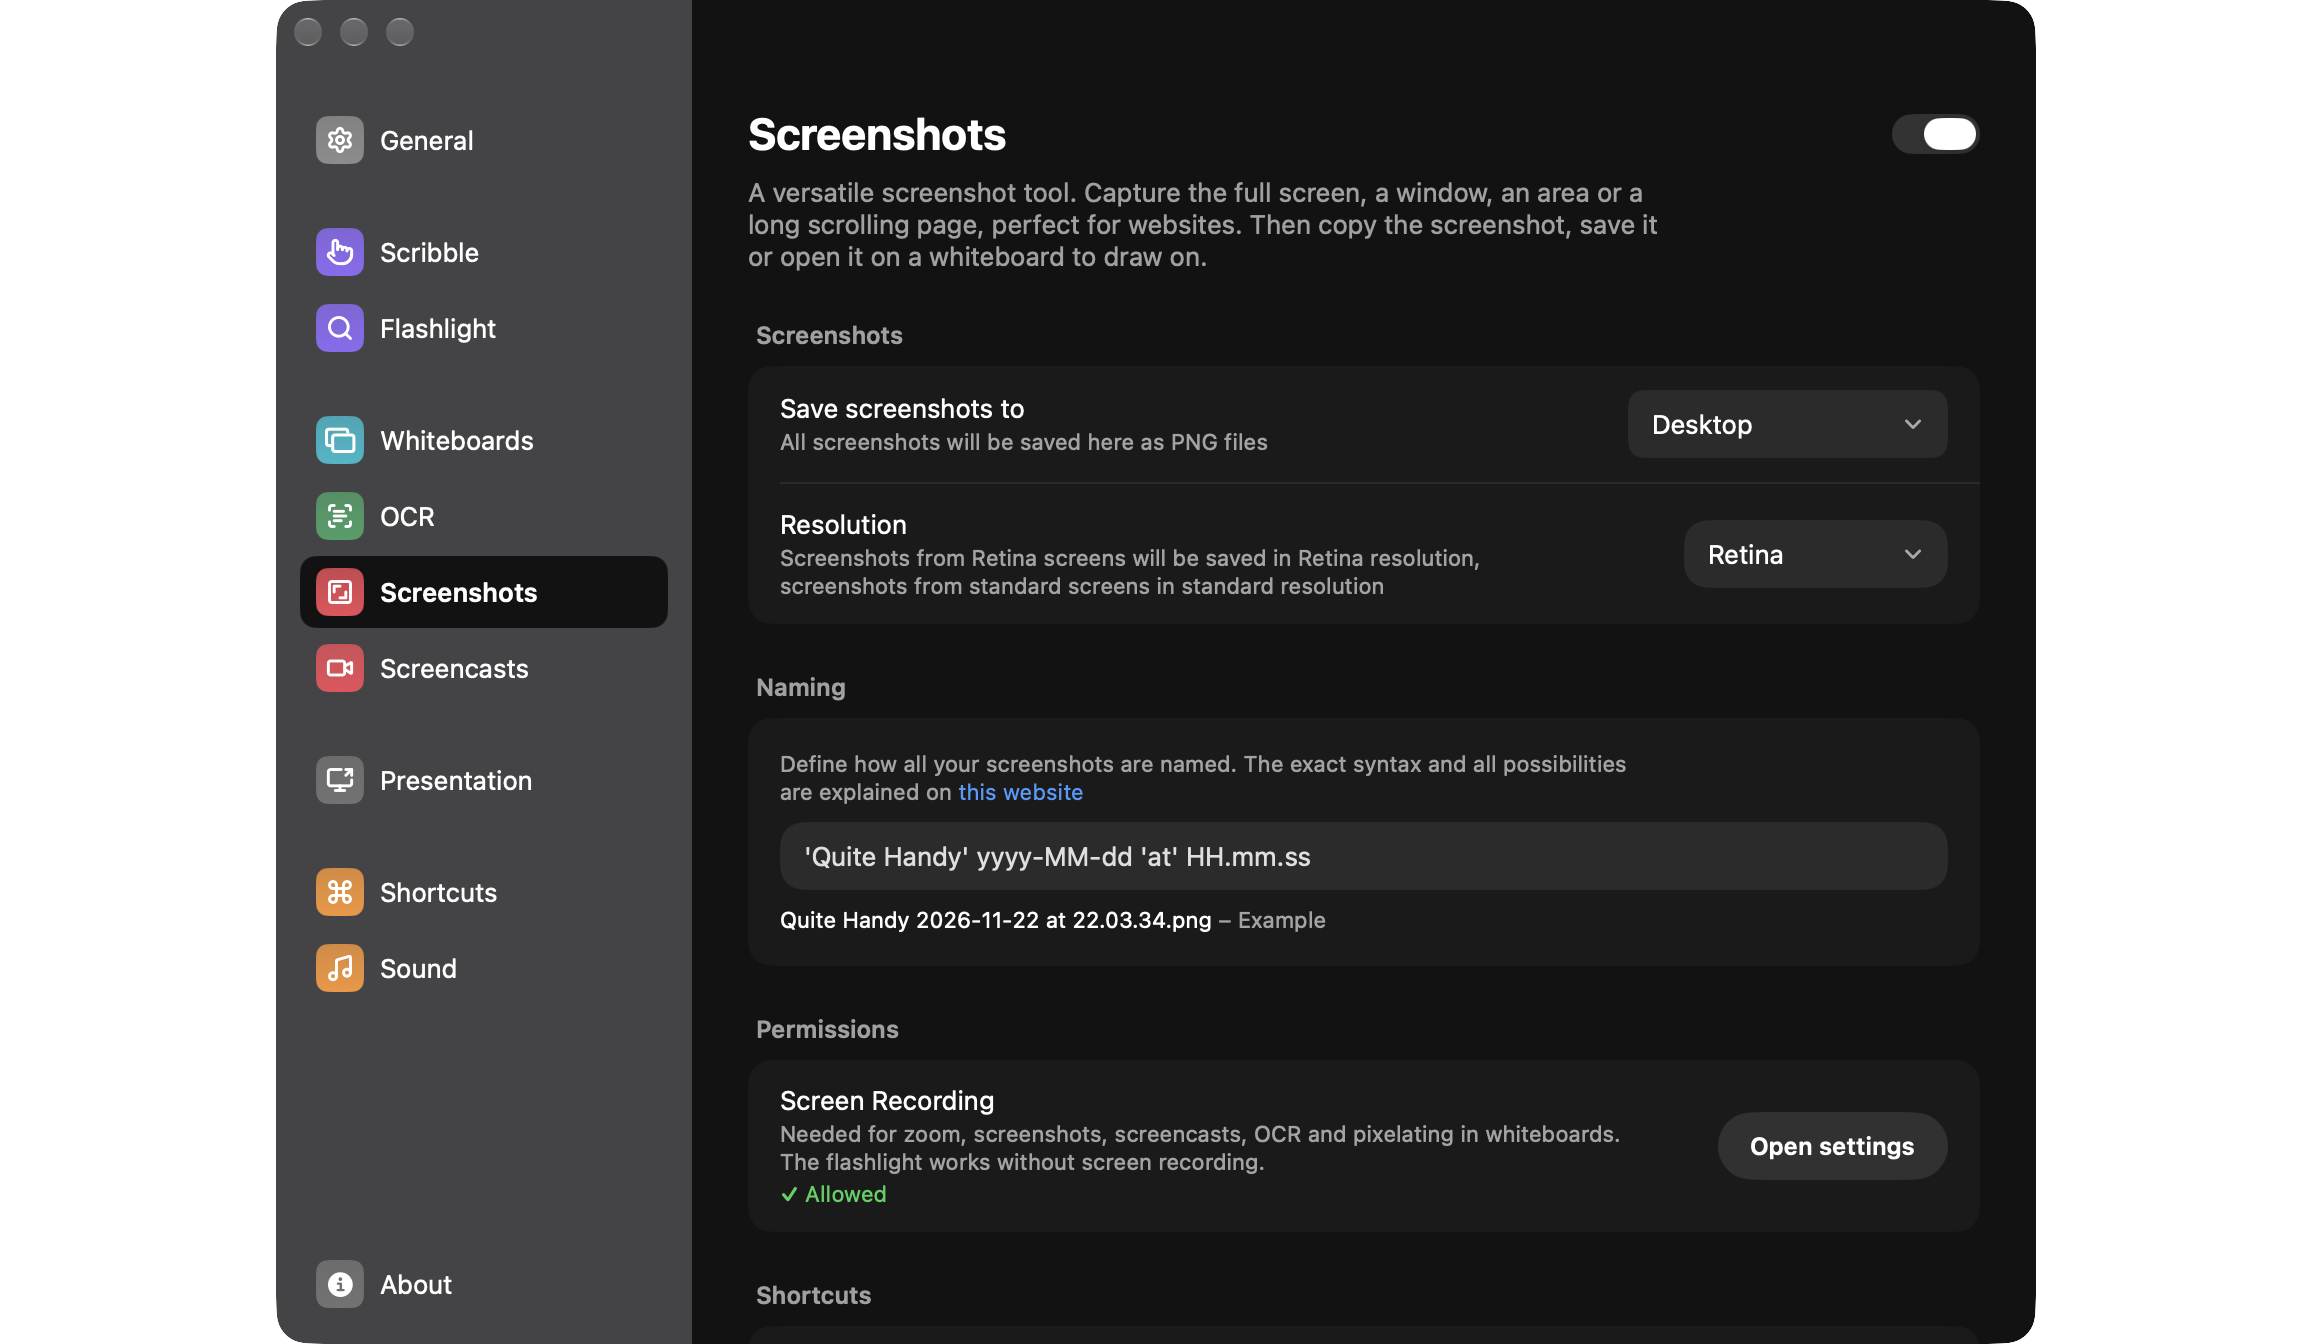 General
Scribble
Flashlight
Whiteboards
OCR
Screenshots
Screencasts
Presentation
Shortcuts
Sound
About
Screenshots
A versatile screenshot tool. Capture the full screen, a window, an area or a
long scrolling page, perfect for websites. Then copy the screenshot, save it
or open it on a whiteboard to draw on.
Screenshots
Save screenshots to
All screenshots will be saved here as PNG files
Desktop
Resolution
Screenshots from Retina screens will be saved in Retina resolution,
screenshots from standard screens in standard resolution
Retina
Naming
Define how all your screenshots are named. The exact syntax and all possibilities
are explained on this website
'Quite Handy' yyyy-MM-dd 'at' HH.mm.ss
Quite Handy 2026-11-22 at 22.03.34.png – Example
Permissions
Screen Recording
Needed for zoom, screenshots, screencasts, OCR and pixelating in whiteboards.
The flashlight works without screen recording.
✓ Allowed
Open settings
Shortcuts